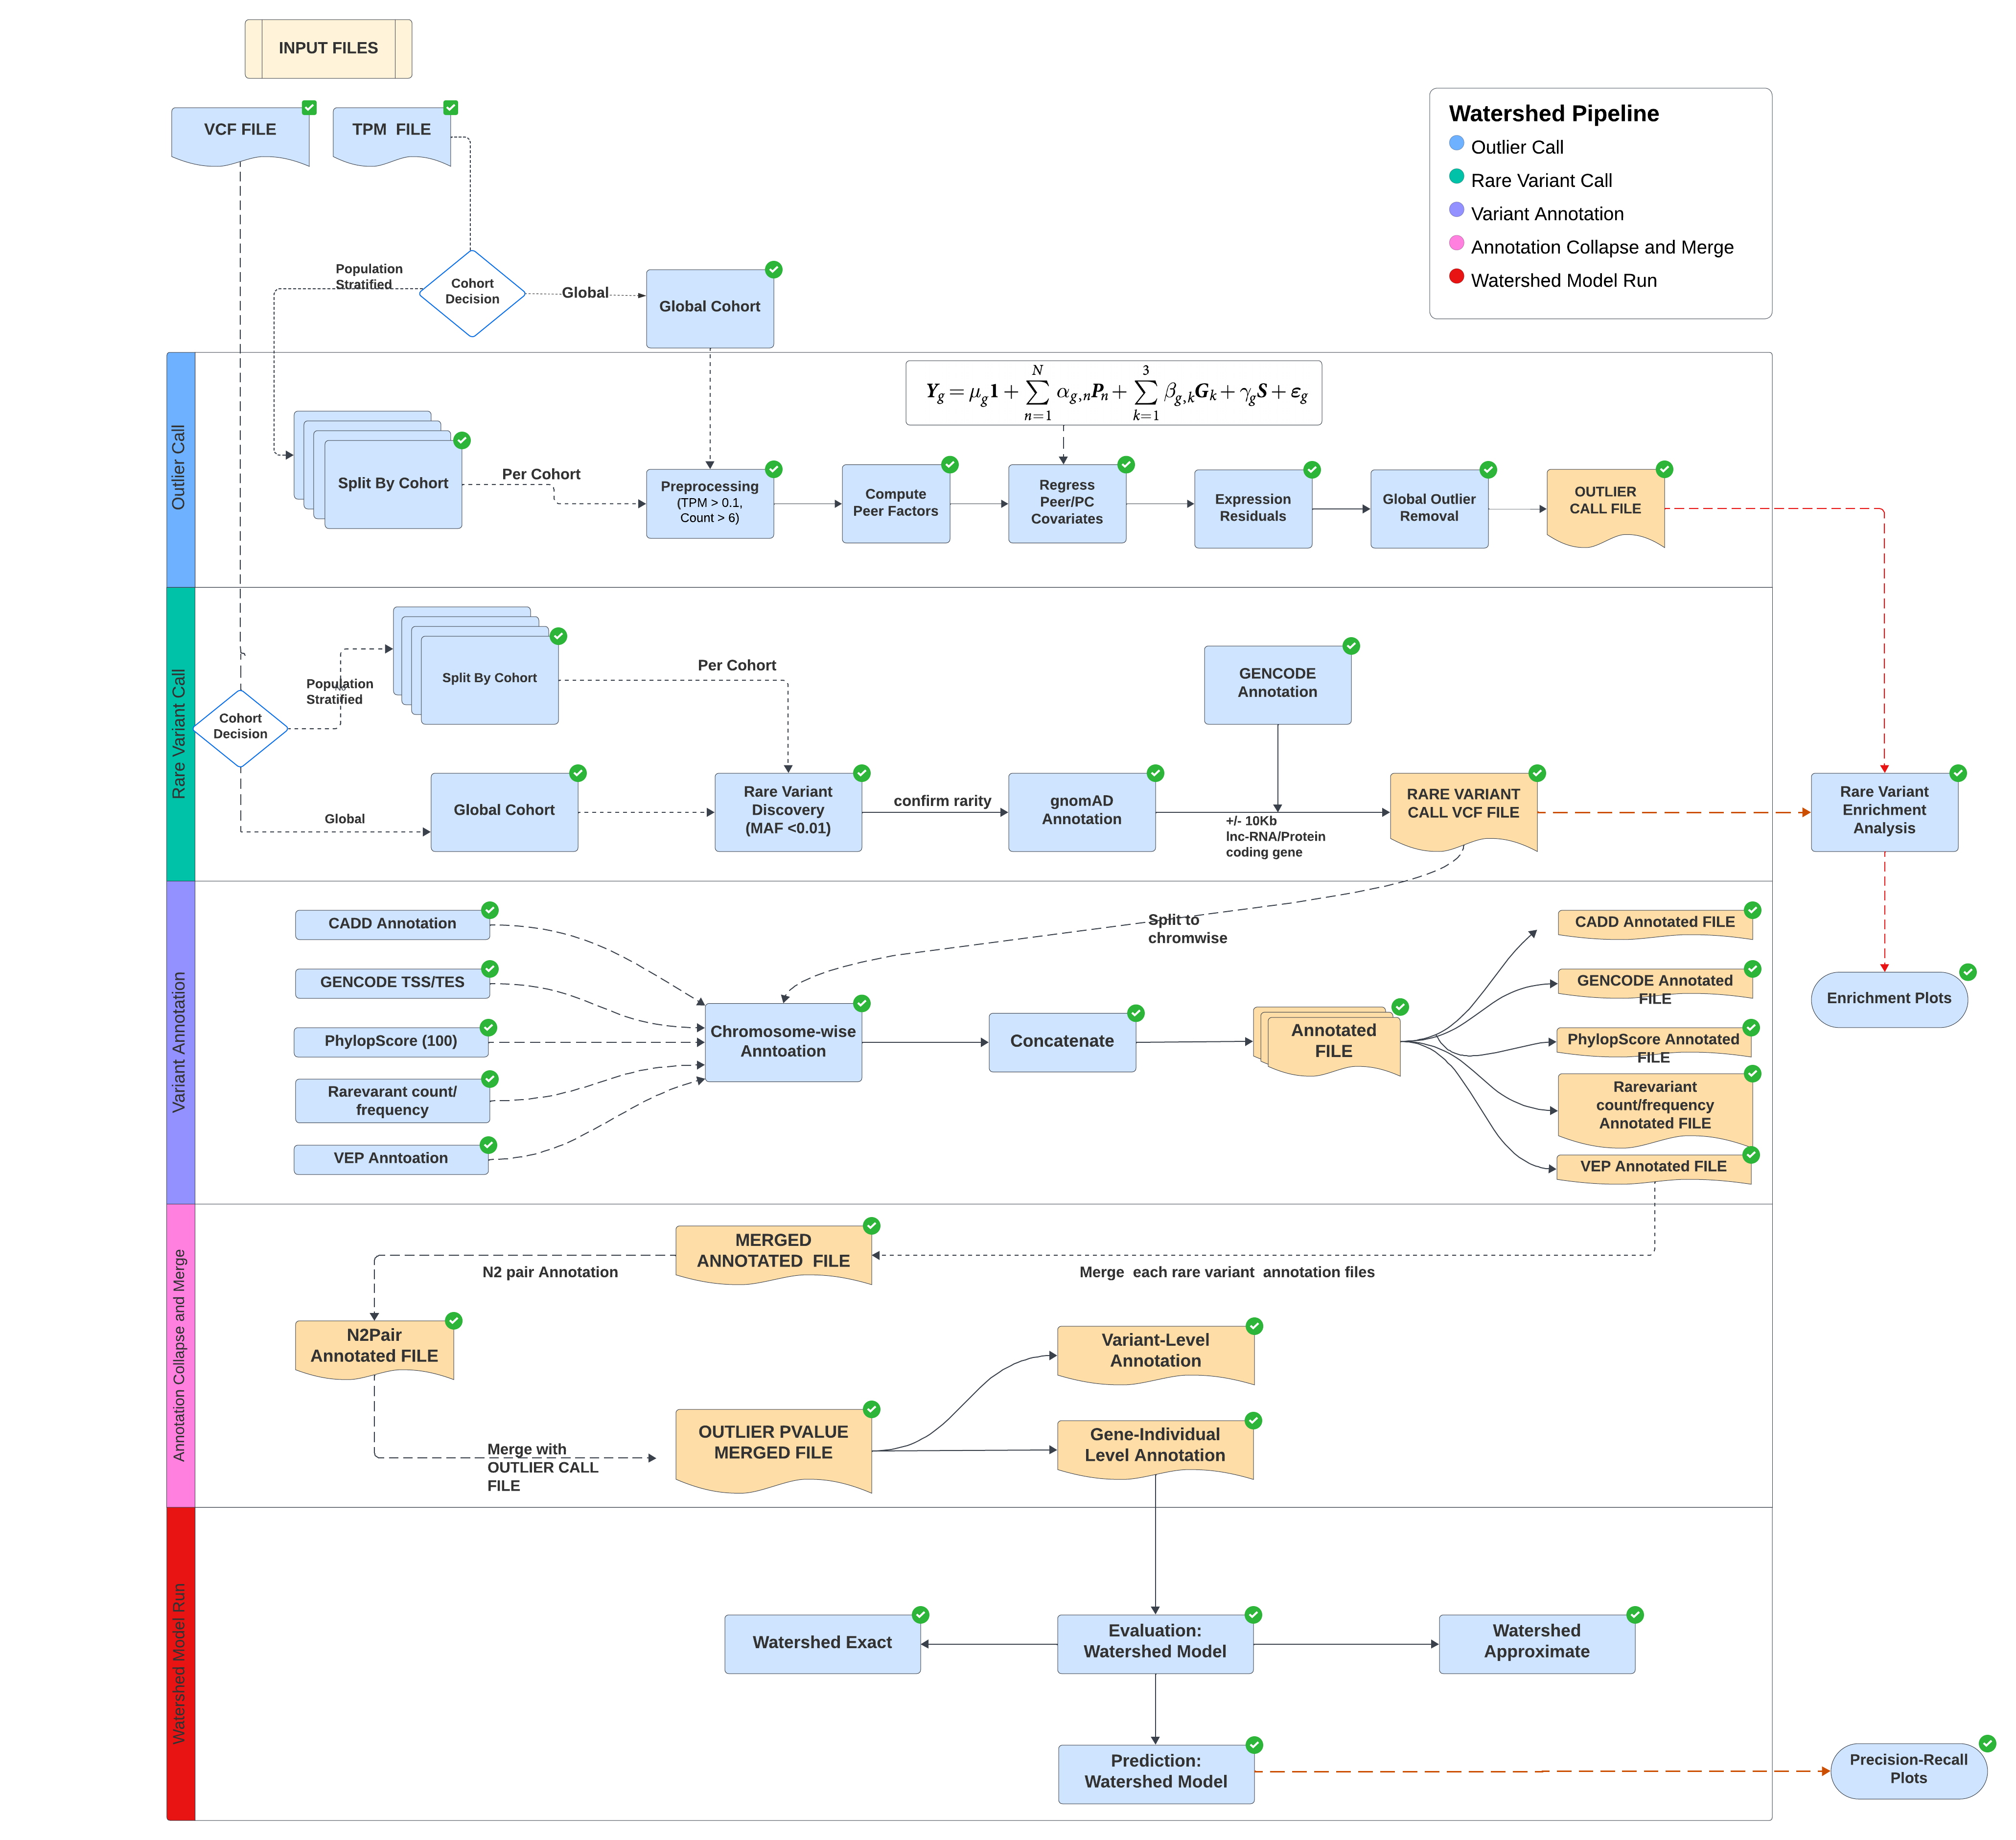 INPUT FILES
VCF FILE
TPM  FILE
Watershed Pipeline
Outlier Call
Rare Variant Call
Variant Annotation
Annotation Collapse and Merge
Watershed Model Run
Population
Stratified
Cohort
Decision
Global
Global Cohort
Outlier Call
Y_g = μ_g 1 + ∑_{n=1}^{N} α_{g,n} P_n + ∑_{k=1}^{3} β_{g,k} G_k + γ_g S + ε_g
Split By Cohort
Per Cohort
Preprocessing
(TPM > 0.1,
Count > 6)
Compute
Peer Factors
Regress
Peer/PC
Covariates
Expression
Residuals
Global Outlier
Removal
OUTLIER
CALL FILE
Rare Variant Call
Cohort
Decision
Population
Stratified
Split By Cohort
Per Cohort
GENCODE
Annotation
Global
Global Cohort
Rare Variant
Discovery
(MAF <0.01)
confirm rarity
gnomAD
Annotation
+/- 10Kb
lnc-RNA/Protein
coding gene
RARE VARIANT
CALL VCF FILE
Rare Variant
Enrichment
Analysis
Enrichment Plots
Variant Annotation
CADD Annotation
GENCODE TSS/TES
PhylopScore (100)
Rarevarant count/
frequency
VEP Anntoation
Split to
chromwise
Chromosome-wise
Anntoation
Concatenate
Annotated
FILE
CADD Annotated FILE
GENCODE Annotated
FILE
PhylopScore Annotated
FILE
Rarevariant
count/frequency
Annotated FILE
VEP Annotated FILE
Annotation Collapse and Merge
MERGED
ANNOTATED  FILE
N2 pair Annotation
Merge  each rare variant  annotation files
N2Pair
Annotated FILE
Merge with
OUTLIER CALL
FILE
OUTLIER PVALUE
MERGED FILE
Variant-Level
Annotation
Gene-Individual
Level Annotation
Watershed Model Run
Watershed Exact
Evaluation:
Watershed Model
Watershed
Approximate
Prediction:
Watershed Model
Precision-Recall
Plots